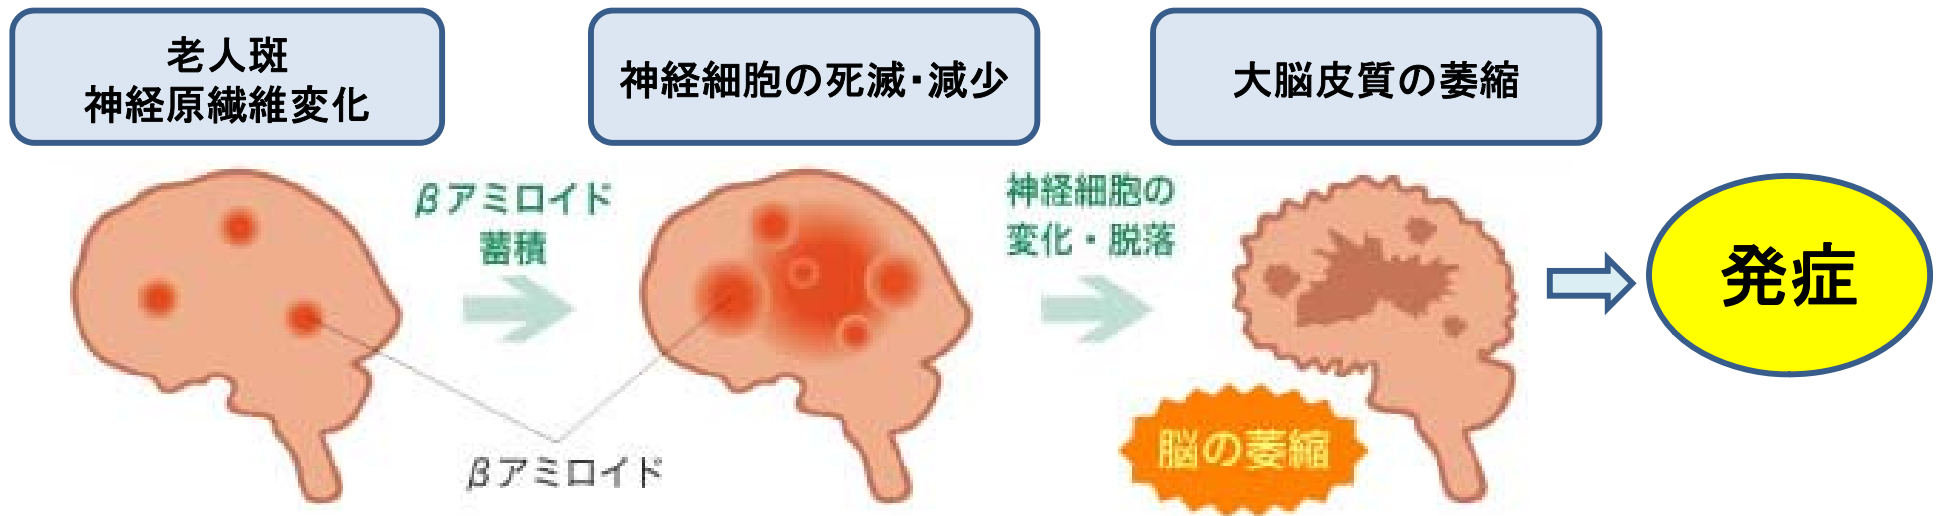 老人斑
神経原繊維変化
神経細胞の死滅・減少
大脳皮質の萎縮
βアミロイド
蓄積
神経細胞の
変化・脱落
発症
脳の萎縮
βアミロイド